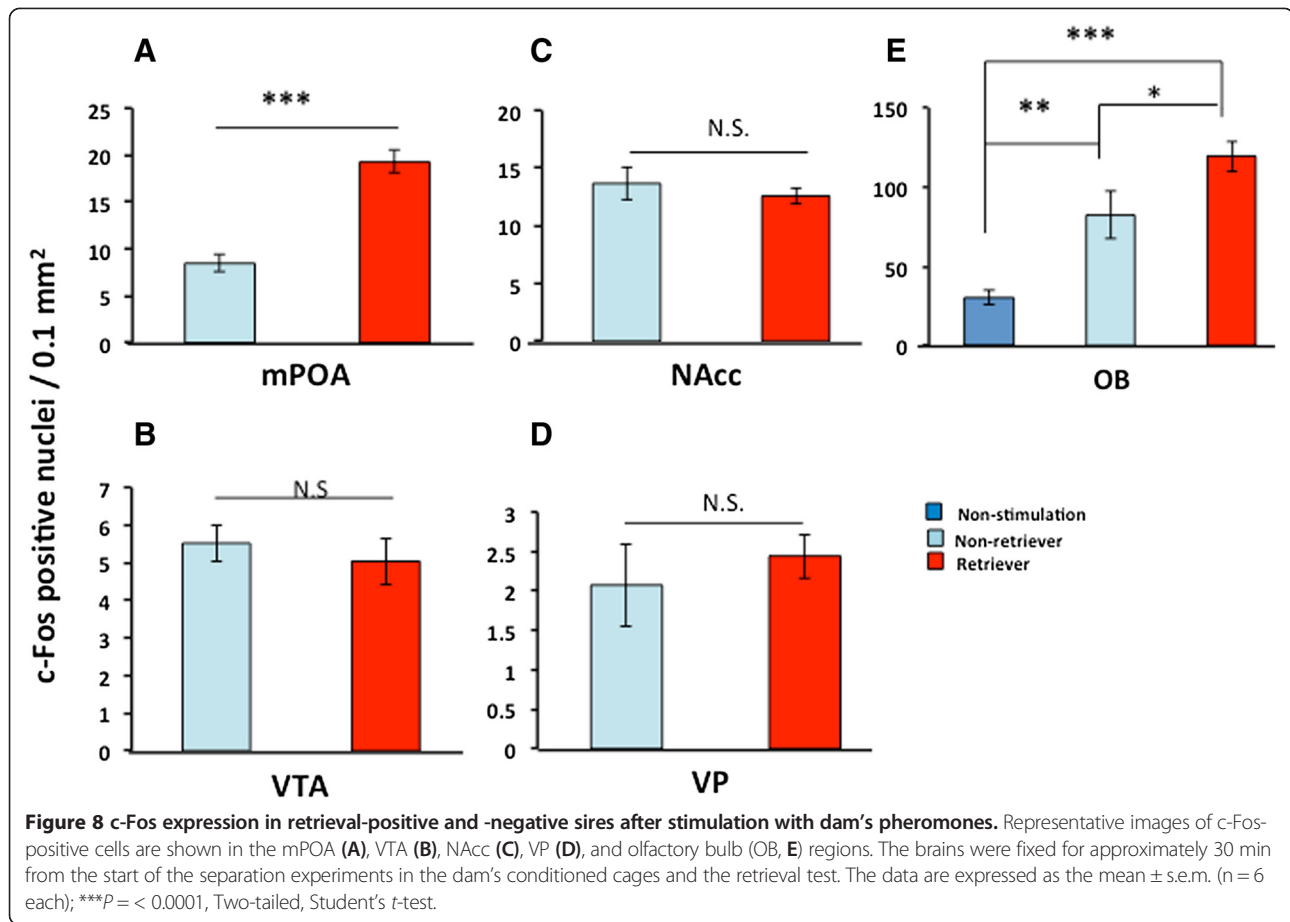 A
***
25
20
15
10
5
0
mPOA
C
N.S.
20
15
10
5
0
NAcc
E
***
**
*
150
100
50
0
OB
c-Fos positive nuclei / 0.1 mm²
B
N.S
7
6
5
4
3
2
1
0
VTA
D
N.S.
3
2.5
2
1.5
1
0.5
0
VP
Non-stimulation
Non-retriever
Retriever
Figure 8 c-Fos expression in retrieval-positive and -negative sires after stimulation with dam's pheromones. Representative images of c-Fos-
positive cells are shown in the mPOA (A), VTA (B), NAcc (C), VP (D), and olfactory bulb (OB, E) regions. The brains were fixed for approximately 30 min
from the start of the separation experiments in the dam's conditioned cages and the retrieval test. The data are expressed as the mean ± s.e.m. (n = 6
each); ***P = < 0.0001, Two-tailed, Student's t-test.